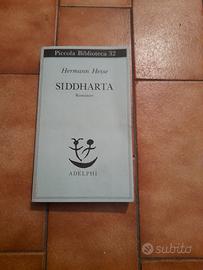 Piccola Biblioteca 32
Hermann Hesse
SIDDHARTA
Romanzo
ADELPHI
subito